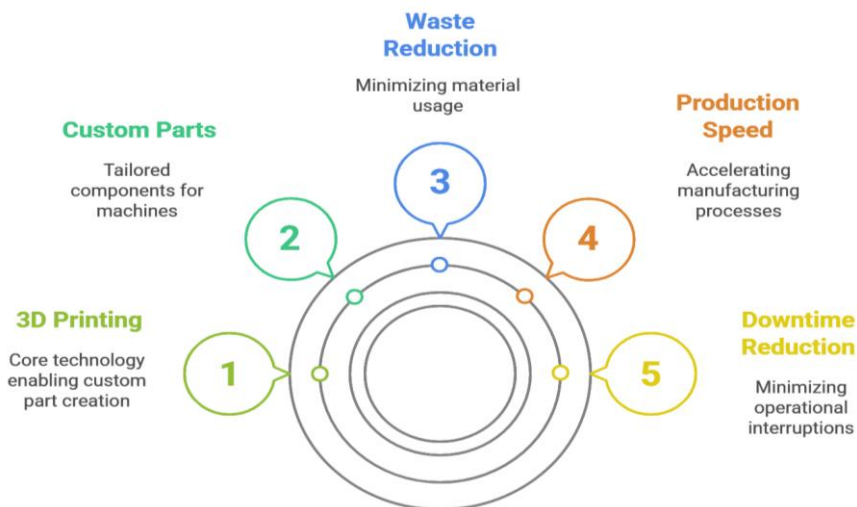 3D Printing
Core technology
enabling custom
part creation
1
Custom Parts
Tailored
components for
machines
2
Waste
Reduction
Minimizing material
usage
3
Production
Speed
Accelerating
manufacturing
processes
4
Downtime
Reduction
Minimizing
operational
interruptions
5